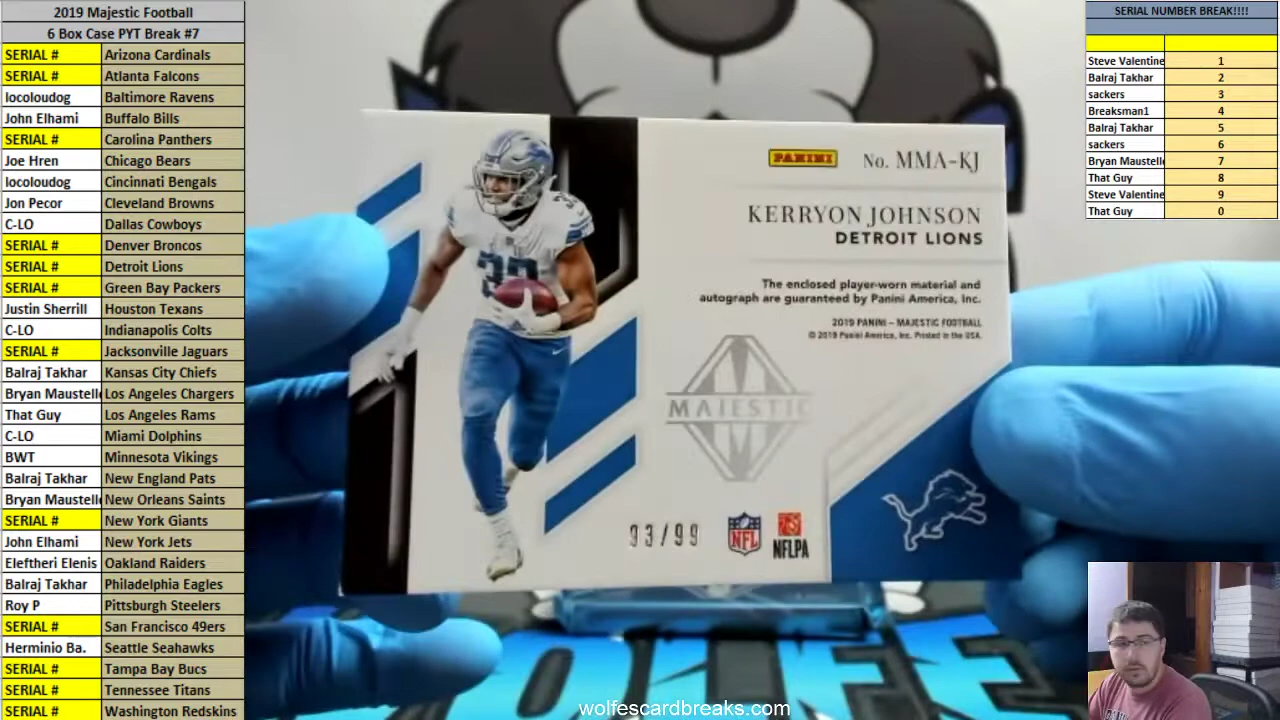 2019 Majestic Football
6 Box Case PYT Break #7
SERIAL # Arizona Cardinals
SERIAL # Atlanta Falcons
locoloudog Baltimore Ravens
John Elhami Buffalo Bills
SERIAL # Carolina Panthers
Joe Hren Chicago Bears
locoloudog Cincinnati Bengals
Jon Pecor Cleveland Browns
C-LO Dallas Cowboys
SERIAL # Denver Broncos
SERIAL # Detroit Lions
SERIAL # Green Bay Packers
Justin Sherrill Houston Texans
C-LO Indianapolis Colts
SERIAL # Jacksonville Jaguars
Balraj Takhar Kansas City Chiefs
Bryan Maustell Los Angeles Chargers
That Guy Los Angeles Rams
C-LO Miami Dolphins
BWT Minnesota Vikings
Balraj Takhar New England Pats
Bryan Maustell New Orleans Saints
SERIAL # New York Giants
John Elhami New York Jets
Eleftheri Elenis Oakland Raiders
Balraj Takhar Philadelphia Eagles
Roy P Pittsburgh Steelers
SERIAL # San Francisco 49ers
Herminio Ba. Seattle Seahawks
SERIAL # Tampa Bay Bucs
SERIAL # Tennessee Titans
SERIAL # Washington Redskins
PANINI No. MMA-KJ
KERRYON JOHNSON
DETROIT LIONS
The enclosed player-worn material and
autograph are guaranteed by Panini America, Inc.
2019 PANINI – MAJESTIC FOOTBALL
© 2019 Panini America, Inc. Printed in the USA.
MAJESTIC
33
93/99
NFL
NFLPA
OLFE
wolfescardbreaks.com
SERIAL NUMBER BREAK!!!!
Steve Valentine 1
Balraj Takhar 2
sackers 3
Breaksman1 4
Balraj Takhar 5
sackers 6
Bryan Maustell 7
That Guy 8
Steve Valentine 9
That Guy 0